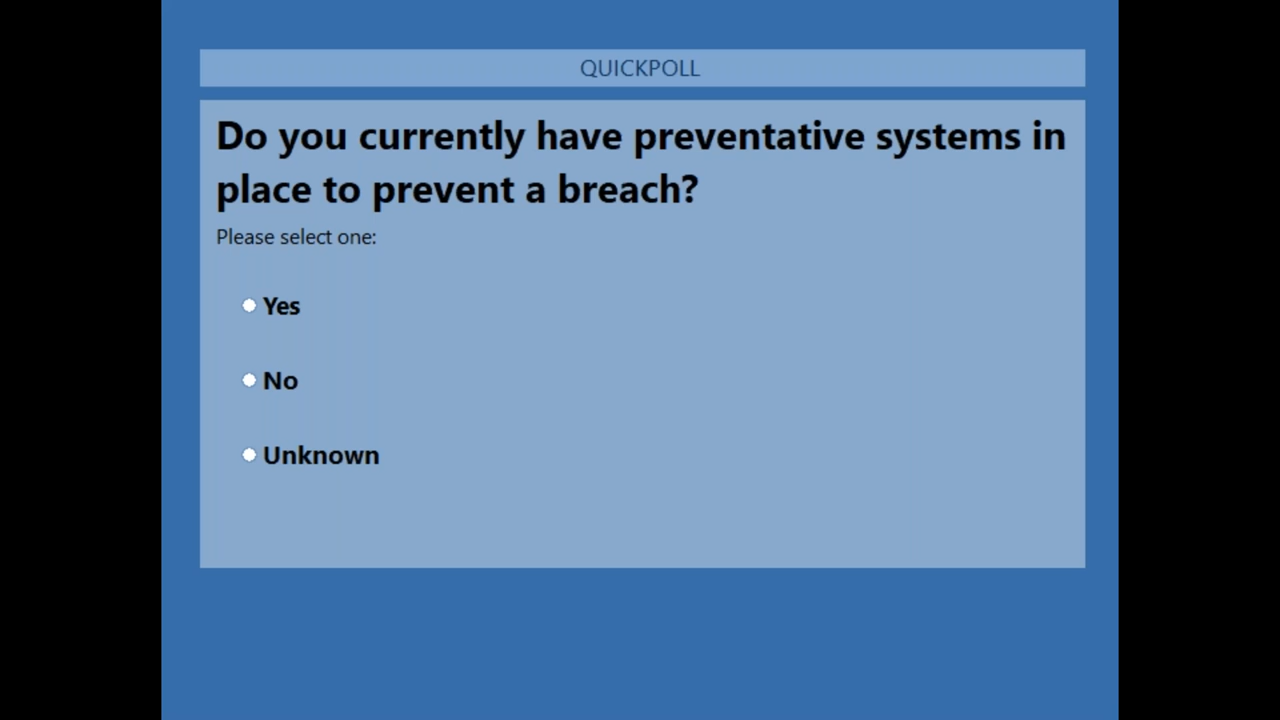 QUICKPOLL
Do you currently have preventative systems in
place to prevent a breach?
Please select one:
Yes
No
Unknown